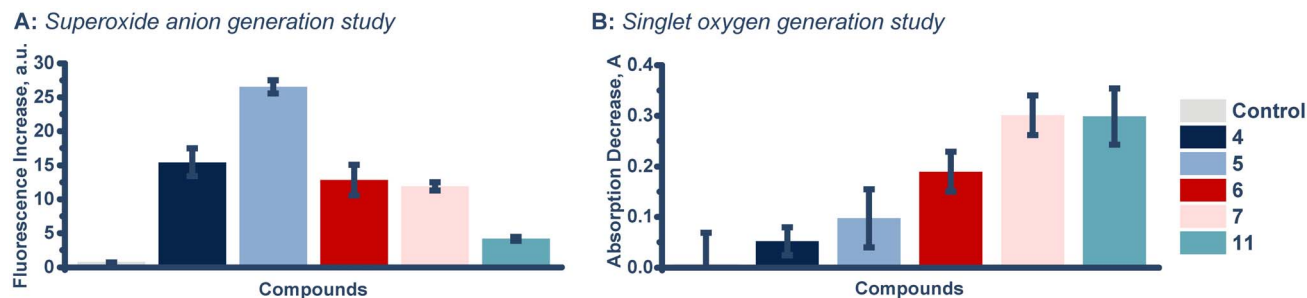 A: Superoxide anion generation study
Fluorescence Increase, a.u.
30
25
20
15
10
5
0
Compounds
B: Singlet oxygen generation study
Absorption Decrease, A
0.4
0.3
0.2
0.1
0.0
Compounds
Control
4
5
6
7
11